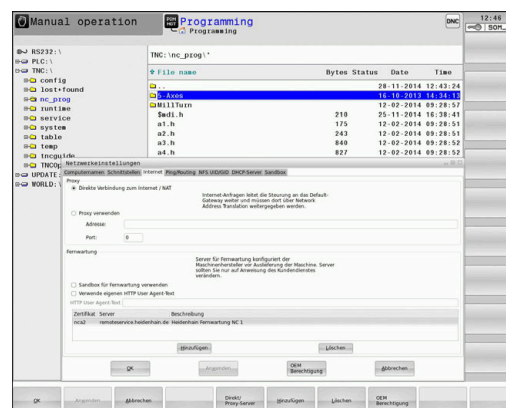 Manual operation
PGM MGT
Programming
Programming
DNC
12:46
SOM...
RS232:\
PLC:\
TNC:\
config
lost+found
nc_prog
runtime
service
system
table
temp
tncguide
UPDATE:
WORLD:\
TNC:\nc_prog\*
File name Bytes Status Date Time
.. 28-11-2014 12:43:24
5-Axes 16-10-2013 14:34:13
MillTurn 12-02-2014 09:28:57
$mdi.h 210 25-11-2014 16:38:41
a1.h 175 12-02-2014 09:28:51
a2.h 243 12-02-2014 09:28:51
a3.h 840 12-02-2014 09:28:52
a4.h 827 12-02-2014 09:28:52
Netzwerkeinstellungen
Computernamen Schnittstellen Internet Ping/Routing NFS UID/GID DHCP-Server Sandbox
Proxy
Direkte Verbindung zum Internet / NAT
Internet-Anfragen leitet die Steurung an das Default-
Gateway weiter und müssen dort über Network
Address Translation weitergegeben werden.
Proxy verwenden
Adresse:
Port: 0
Fernwartung
Server für Fernwartung konfiguriert der
Maschinenhersteller vor Auslieferung der Maschine. Server
sollten Sie nur auf Anweisung des Kundendienstes
verändern.
Sandbox für Fernwartung verwenden
Verwende eigenen HTTP User Agent-Text
HTTP User Agent-Text
Zertifikat Server Beschreibung
nca2 remoteservice.heidenhain.de Heidenhain Fernwartung NC 1
Hinzufügen Löschen
OK Anwenden OEM Berechtigung Abbrechen
OK Anwenden Abbrechen Direkt/ Proxy-Server Hinzufügen Löschen OEM Berechtigung